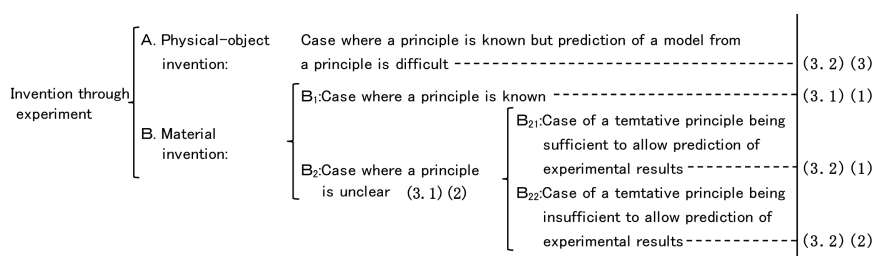 A. Physical-object Case where a principle is known but prediction of a model from
invention: a principle is difficult (3.2) (3)
Invention through
experiment
B₁:Case where a principle is known (3.1) (1)
B. Material
invention:
B₂₁:Case of a temtative principle being
sufficient to allow prediction of
experimental results (3.2) (1)
B₂:Case where a principle
is unclear (3.1) (2)
B₂₂:Case of a temtative principle being
insufficient to allow prediction of
experimental results (3.2) (2)